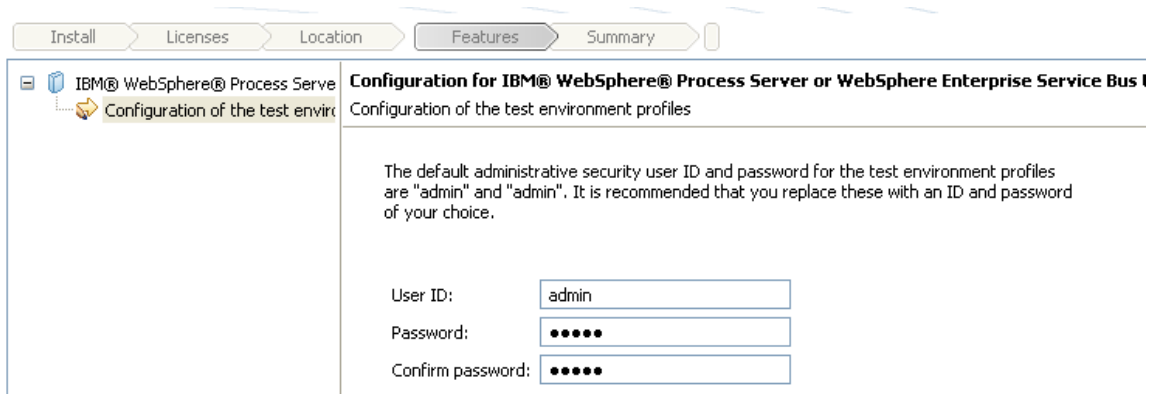 Install Licenses Location Features Summary
IBM® WebSphere® Process Serve
Configuration of the test enviro
Configuration for IBM® WebSphere® Process Server or WebSphere Enterprise Service Bus
Configuration of the test environment profiles
The default administrative security user ID and password for the test environment profiles
are "admin" and "admin". It is recommended that you replace these with an ID and password
of your choice.
User ID: admin
Password: •••••
Confirm password: •••••